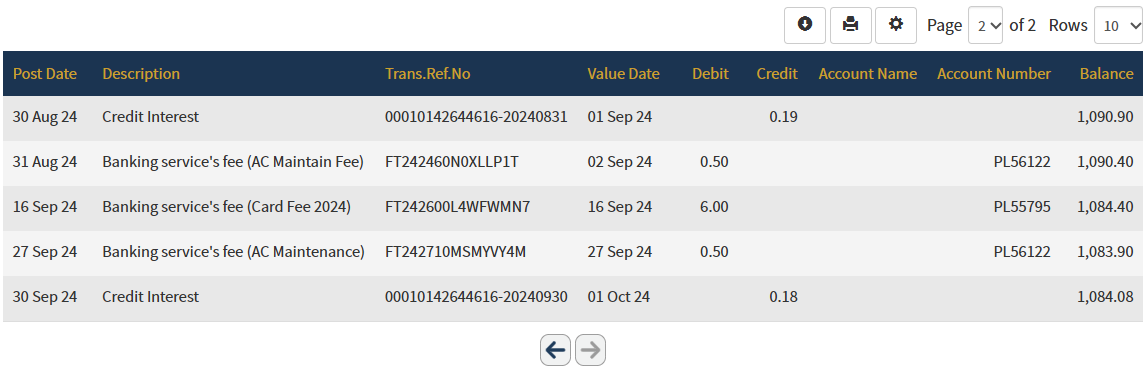 Page 2 of 2 Rows 10
Post Date Description Trans.Ref.No Value Date Debit Credit Account Name Account Number Balance
30 Aug 24 Credit Interest 00010142644616-20240831 01 Sep 24 0.19 1,090.90
31 Aug 24 Banking service's fee (AC Maintain Fee) FT242460N0XLLP1T 02 Sep 24 0.50 PL56122 1,090.40
16 Sep 24 Banking service's fee (Card Fee 2024) FT242600L4WFWMN7 16 Sep 24 6.00 PL55795 1,084.40
27 Sep 24 Banking service's fee (AC Maintenance) FT242710MSMYVY4M 27 Sep 24 0.50 PL56122 1,083.90
30 Sep 24 Credit Interest 00010142644616-20240930 01 Oct 24 0.18 1,084.08